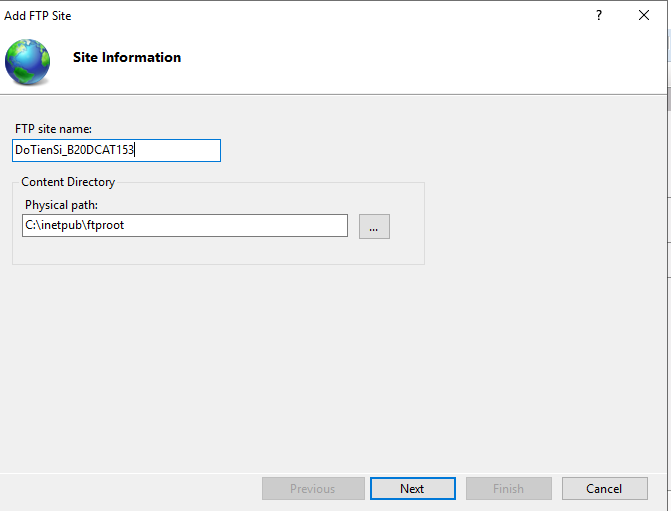 Add FTP Site
?
Site Information
FTP site name:
DoTienSi_B20DCAT153
Content Directory
Physical path:
C:\inetpub\ftproot
...
Previous
Next
Finish
Cancel